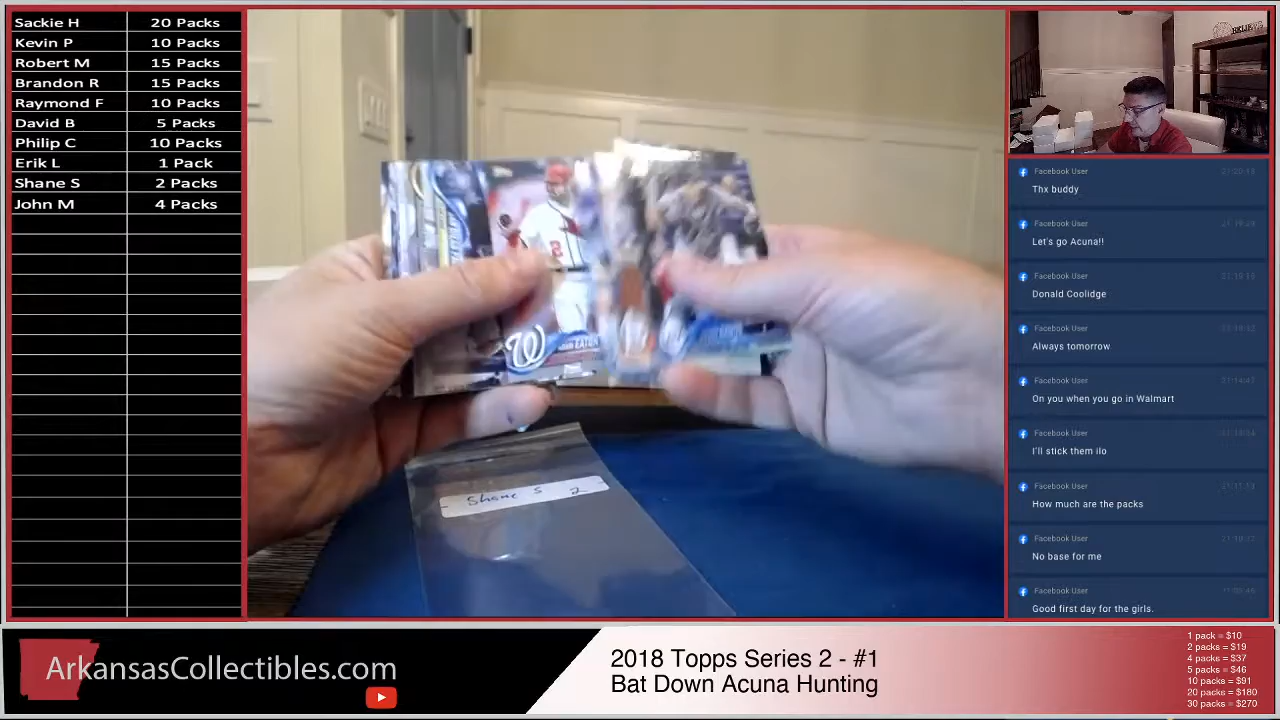 Sackie H 20 Packs
Kevin P 10 Packs
Robert M 15 Packs
Brandon R 15 Packs
Raymond F 10 Packs
David B 5 Packs
Philip C 10 Packs
Erik L 1 Pack
Shane S 2 Packs
John M 4 Packs
W
EATON
Shane S 2
Facebook User
Thx buddy
Facebook User
Let's go Acuna!!
Facebook User
Donald Coolidge
Facebook User
Always tomorrow
Facebook User
On you when you go in Walmart
Facebook User
I'll stick them ilo
Facebook User
How much are the packs
Facebook User
No base for me
Facebook User
Good first day for the girls.
ArkansasCollectibles.com
2018 Topps Series 2 - #1
Bat Down Acuna Hunting
1 pack = $10
2 packs = $19
4 packs = $37
5 packs = $46
10 packs = $91
20 packs = $180
30 packs = $270